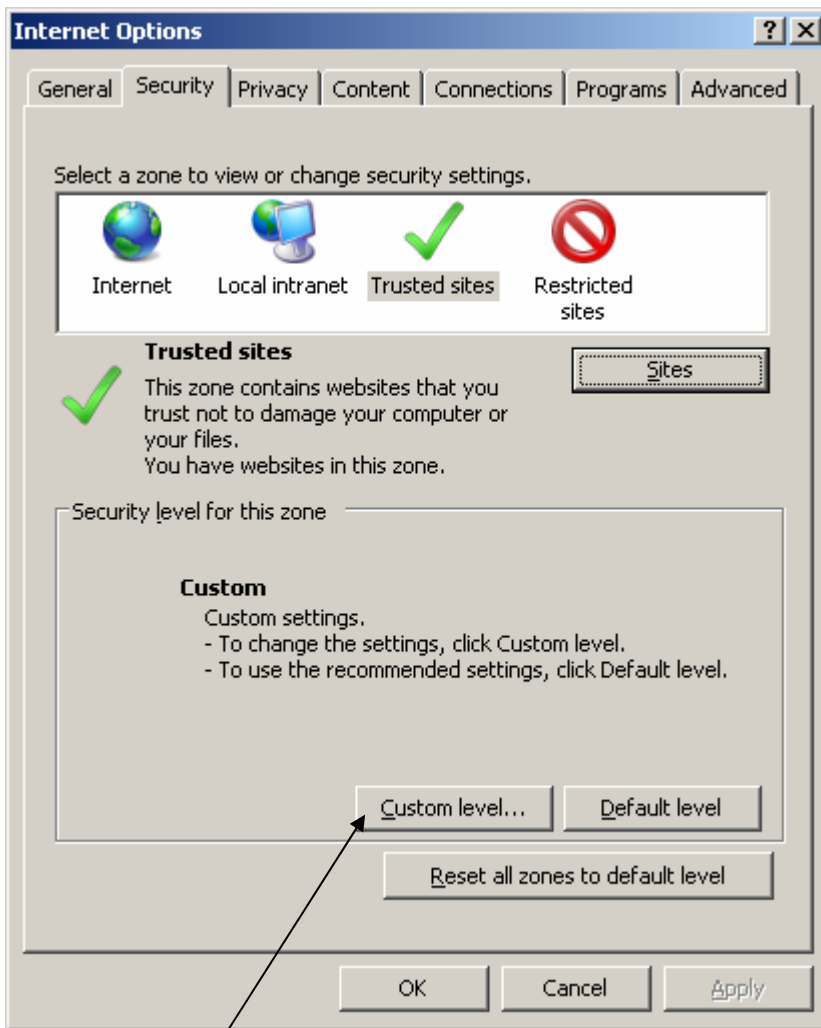 Internet Options
General Security Privacy Content Connections Programs Advanced
Select a zone to view or change security settings.
Internet Local intranet Trusted sites Restricted
sites
Trusted sites
Sites
This zone contains websites that you
trust not to damage your computer or
your files.
You have websites in this zone.
Security level for this zone
Custom
Custom settings.
- To change the settings, click Custom level.
- To use the recommended settings, click Default level.
Custom level... Default level
Reset all zones to default level
OK Cancel Apply